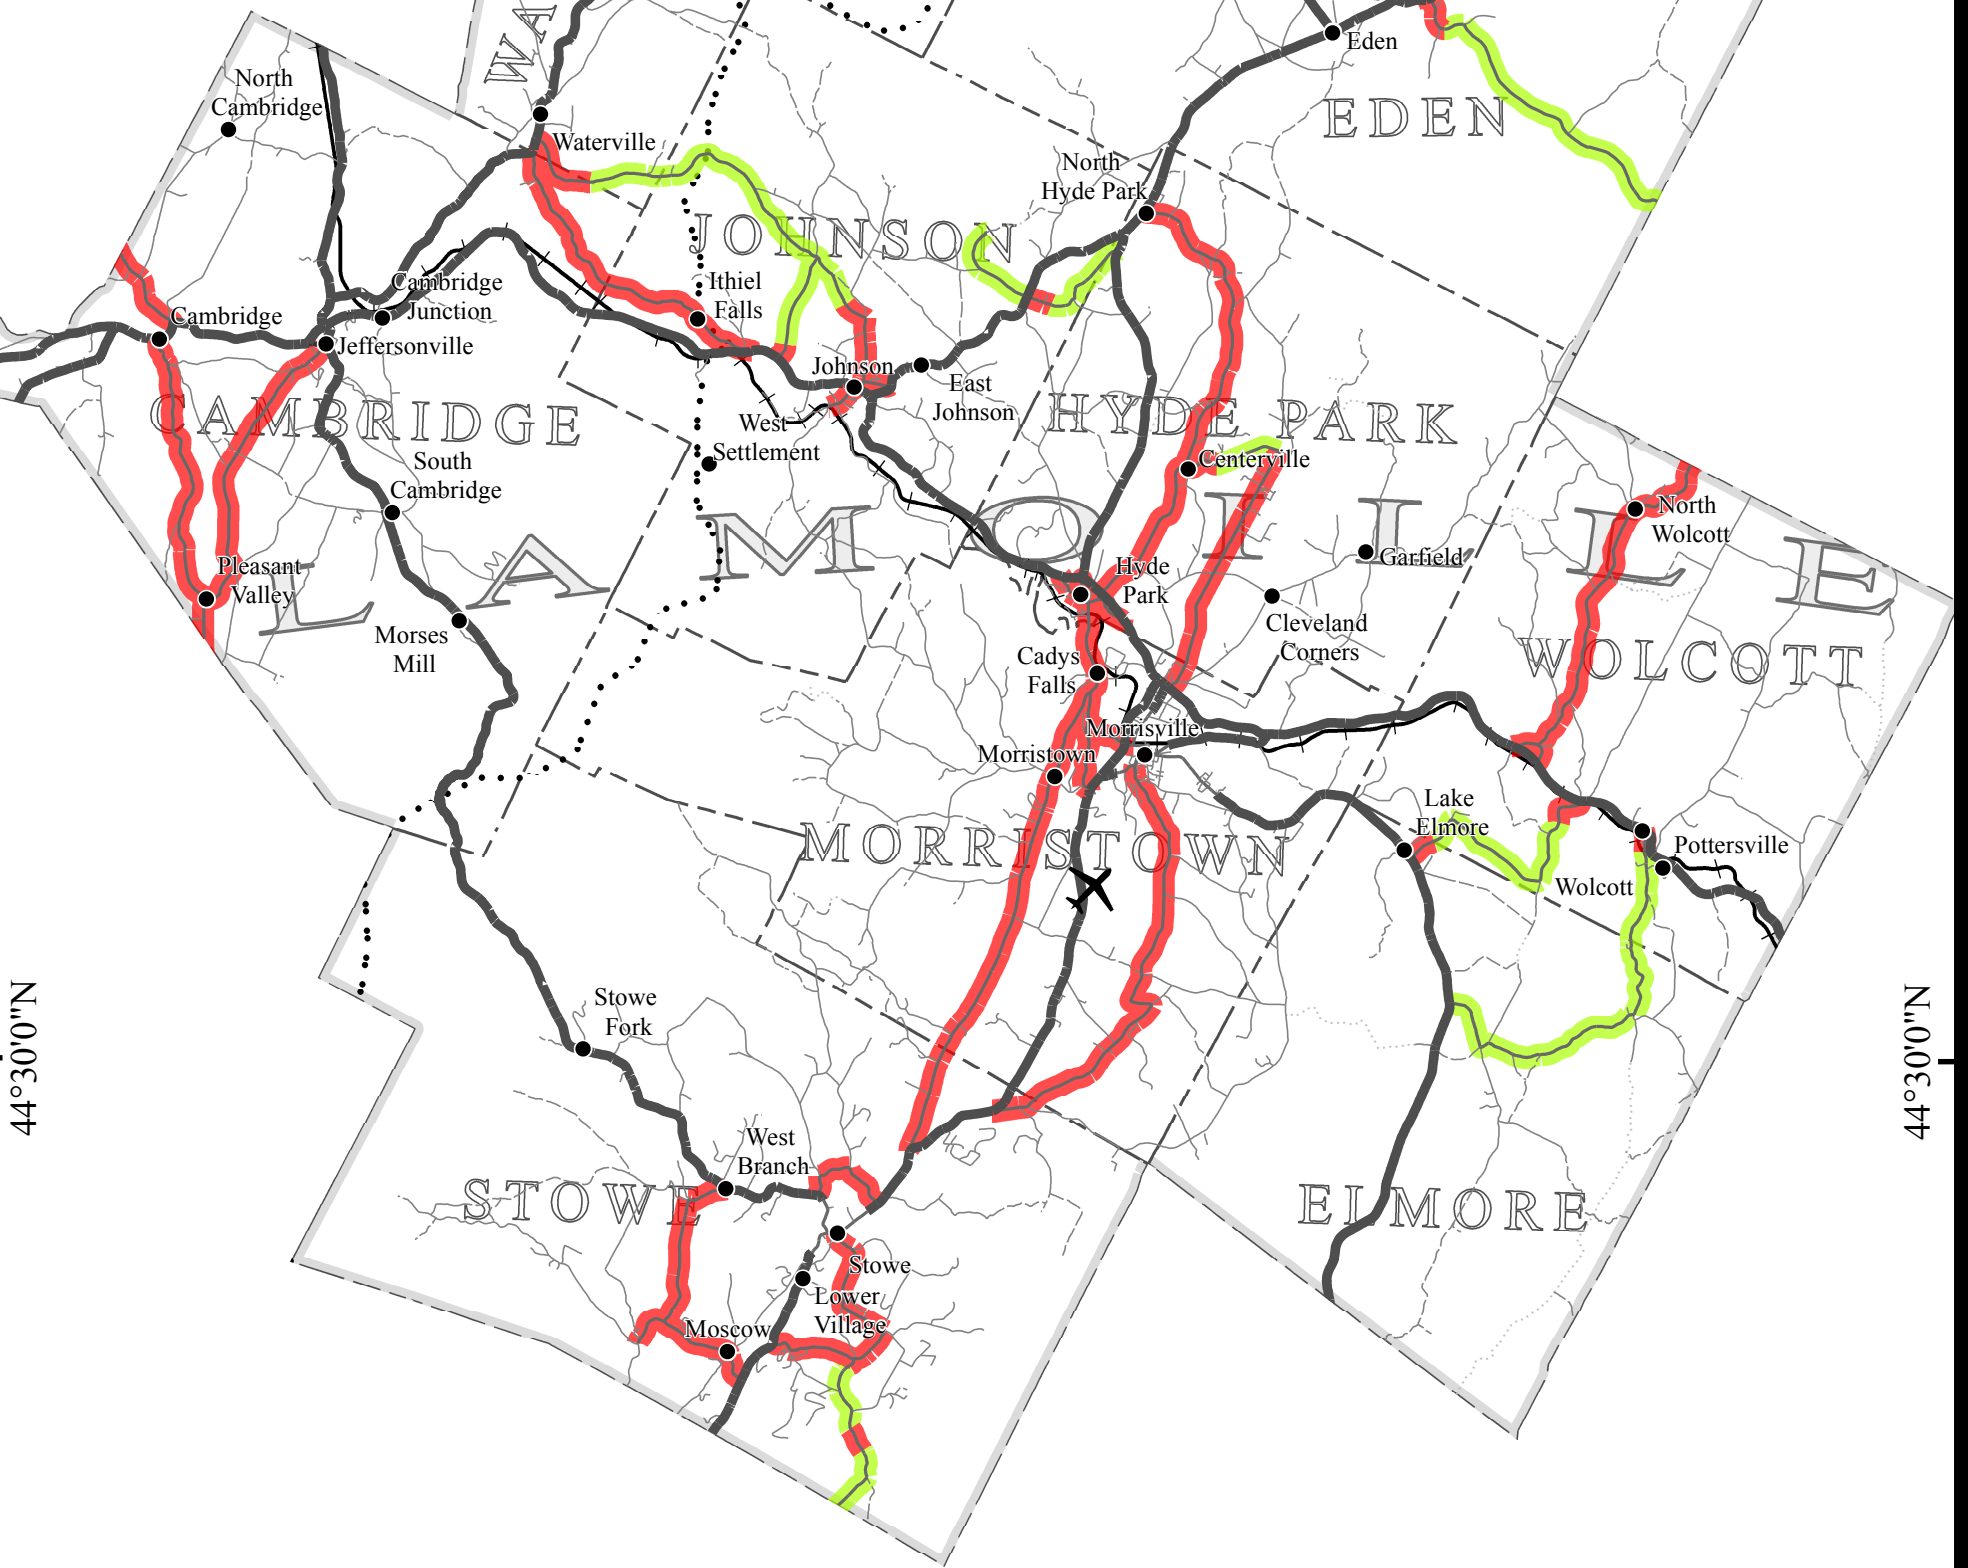 WA
Eden
North
Cambridge
EDEN
Waterville
North
Hyde Park
JOHNSON
Ithiel
Falls
Cambridge
Junction
Cambridge
Jeffersonville
Johnson
East
Johnson
CAMBRIDGE
HYDE PARK
West
Settlement
South
Cambridge
Centerville
North
Wolcott
LAMOILLE
Garfield
Pleasant
Valley
Hyde
Park
Cleveland
Corners
Morses
Mill
Cadys
Falls
WOLCOTT
Morrisville
Morristown
Lake
Elmore
MORRISTOWN
Pottersville
Wolcott
44°30'0"N
44°30'0"N
Stowe
Fork
West
Branch
STOWE
ELMORE
Stowe
Lower
Village
Moscow